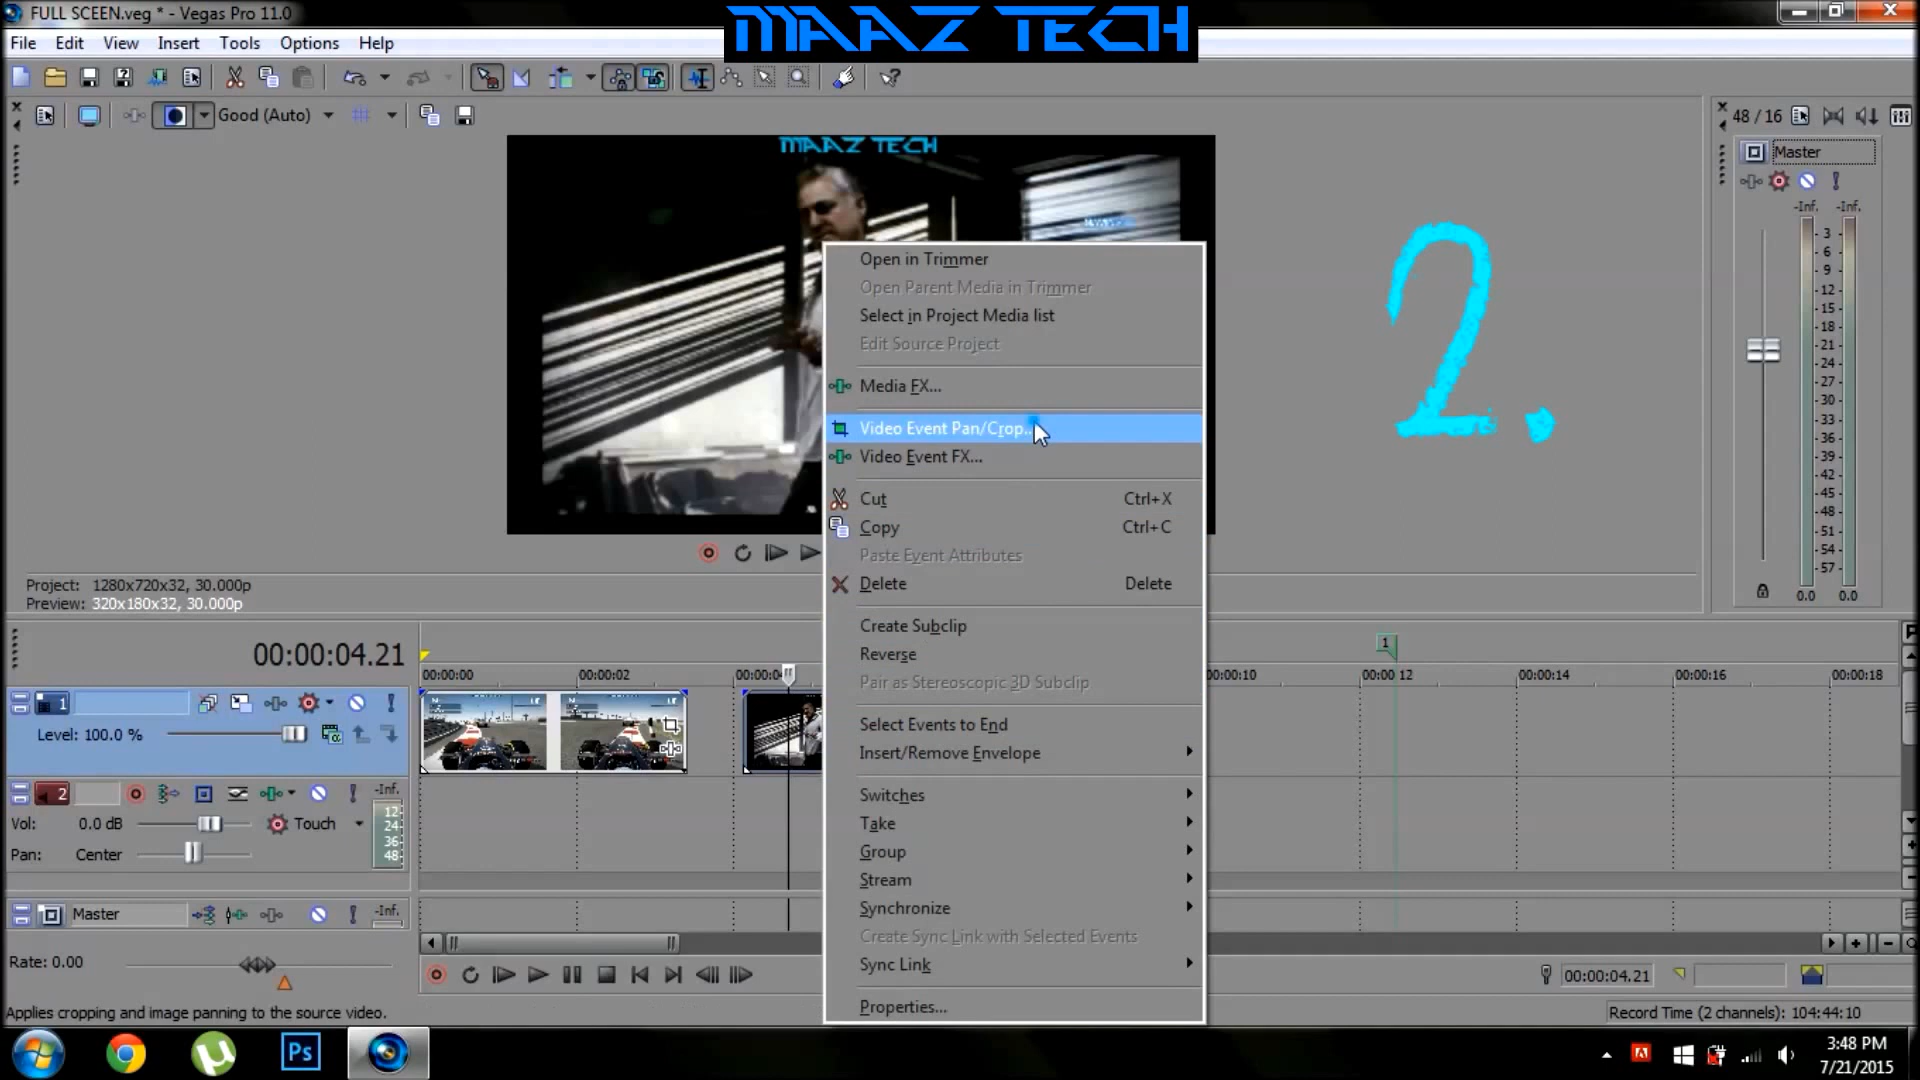 FULL SCEEN.veg * - Vegas Pro 11.0
MAAZ TECH
File Edit View Insert Tools Options Help
Good (Auto)
48 / 16
MAAZ TECH
Master
-Inf. -Inf.
3
6
9
12
15
18
21
24
27
30
33
36
39
42
45
48
51
54
57
0.0 0.0
2.
Open in Trimmer
Open Parent Media in Trimmer
Select in Project Media list
Edit Source Project
Media FX...
Video Event Pan/Crop...
Video Event FX...
Cut Ctrl+X
Copy Ctrl+C
Paste Event Attributes
Delete Delete
Create Subclip
Reverse
Pair as Stereoscopic 3D Subclip
Select Events to End
Insert/Remove Envelope
Switches
Take
Group
Stream
Synchronize
Create Sync Link with Selected Events
Sync Link
Properties...
Project: 1280x720x32, 30.000p
Preview: 320x180x32, 30.000p
00:00:04.21
1
00:00:00 00:00:02 00:00:04 00:00:10 00:00:12 00:00:14 00:00:16 00:00:18
1
Level: 100.0 %
2
-Inf.
Vol: 0.0 dB Touch
12
24
36
48
Pan: Center
Master -Inf.
Rate: 0.00
00:00:04.21
Applies cropping and image panning to the source video.
Record Time (2 channels): 104:44:10
Ps
3:48 PM
7/21/2015